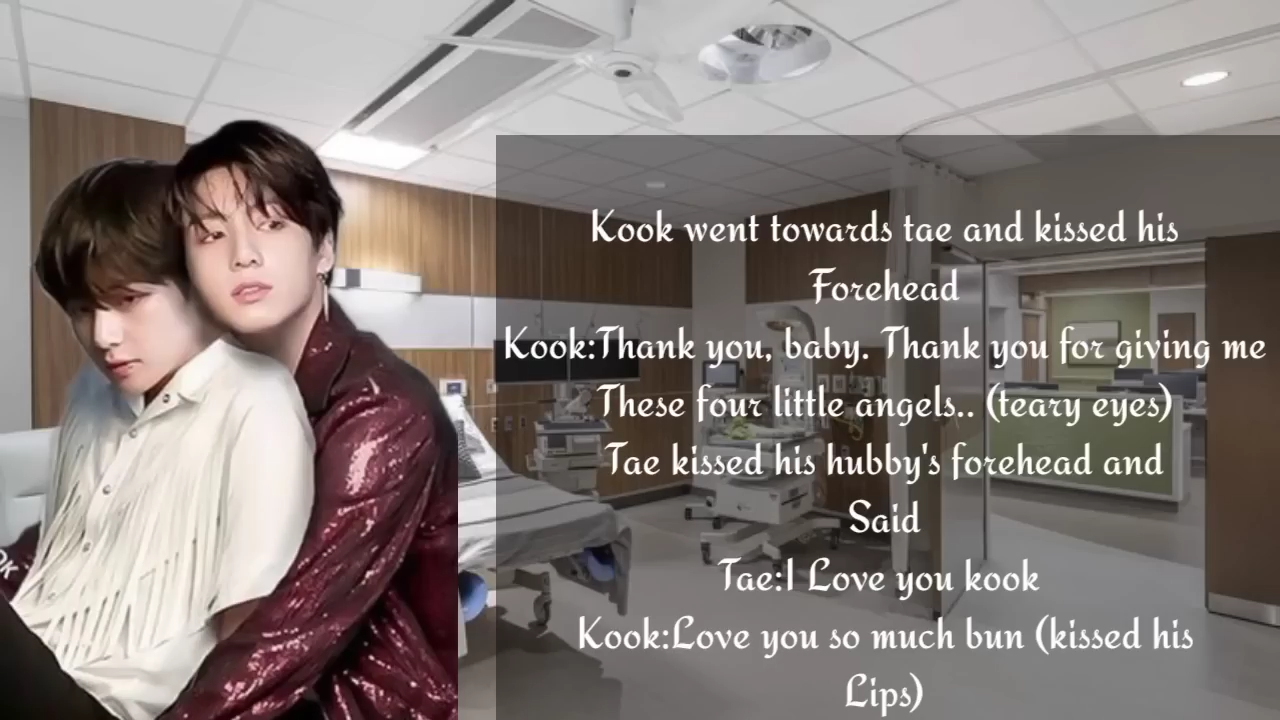 Kook went towards tae and kissed his
Forehead
Kook:Thank you, baby. Thank you for giving me
These four little angels.. (teary eyes)
Tae kissed his hubby's forehead and
Said
Tae:I Love you kook
Kook:Love you so much bun (kissed his
Lips)